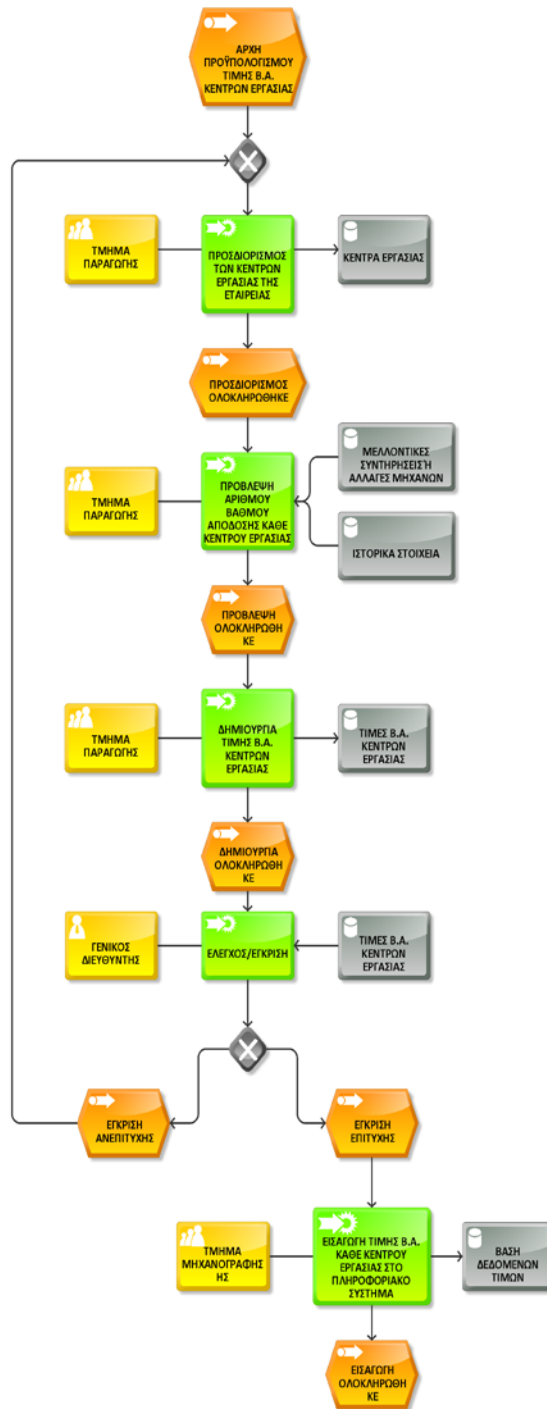 ΑΡΧΗ
ΠΡΟΫΠΟΛΟΓΙΣΜΟΥ
ΤΙΜΗΣ Β.Α.
ΚΕΝΤΡΩΝ ΕΡΓΑΣΙΑΣ
ΤΜΗΜΑ
ΠΑΡΑΓΩΓΗΣ
ΠΡΟΣΔΙΟΡΙΣΜΟΣ
ΤΩΝ ΚΕΝΤΡΩΝ
ΕΡΓΑΣΙΑΣ ΤΗΣ
ΕΤΑΙΡΕΙΑΣ
ΚΕΝΤΡΑ ΕΡΓΑΣΙΑΣ
ΠΡΟΣΔΙΟΡΙΣΜΟΣ
ΟΛΟΚΛΗΡΩΘΗΚΕ
ΤΜΗΜΑ
ΠΑΡΑΓΩΓΗΣ
ΠΡΟΒΛΕΨΗ
ΑΡΙΘΜΟΥ
ΒΑΘΜΟΥ
ΑΠΟΔΟΣΗΣ ΚΑΘΕ
ΚΕΝΤΡΟΥ ΕΡΓΑΣΙΑΣ
ΜΕΛΛΟΝΤΙΚΕΣ
ΣΥΝΤΗΡΗΣΕΙΣ Ή
ΑΛΛΑΓΕΣ ΜΗΧΑΝΩΝ
ΙΣΤΟΡΙΚΑ ΣΤΟΙΧΕΙΑ
ΠΡΟΒΛΕΨΗ
ΟΛΟΚΛΗΡΩΘΗ
ΚΕ
ΤΜΗΜΑ
ΠΑΡΑΓΩΓΗΣ
ΔΗΜΙΟΥΡΓΙΑ
ΤΙΜΗΣ Β.Α.
ΚΕΝΤΡΩΝ
ΕΡΓΑΣΙΑΣ
ΤΙΜΕΣ Β.Α.
ΚΕΝΤΡΩΝ
ΕΡΓΑΣΙΑΣ
ΔΗΜΙΟΥΡΓΙΑ
ΟΛΟΚΛΗΡΩΘΗ
ΚΕ
ΓΕΝΙΚΟΣ
ΔΙΕΥΘΥΝΤΗΣ
ΕΛΕΓΧΟΣ/ΕΓΚΡΙΣΗ
ΤΙΜΕΣ Β.Α.
ΚΕΝΤΡΩΝ
ΕΡΓΑΣΙΑΣ
ΕΓΚΡΙΣΗ
ΑΝΕΠΙΤΥΧΗΣ
ΕΓΚΡΙΣΗ
ΕΠΙΤΥΧΗΣ
ΤΜΗΜΑ
ΜΗΧΑΝΟΓΡΑΦΗΣ
ΗΣ
ΕΙΣΑΓΩΓΗ ΤΙΜΗΣ Β.Α.
ΚΑΘΕ ΚΕΝΤΡΟΥ
ΕΡΓΑΣΙΑΣ ΣΤΟ
ΠΛΗΡΟΦΟΡΙΑΚΟ
ΣΥΣΤΗΜΑ
ΒΑΣΗ
ΔΕΔΟΜΕΝΩΝ
ΤΙΜΩΝ
ΕΙΣΑΓΩΓΗ
ΟΛΟΚΛΗΡΩΘΗ
ΚΕ